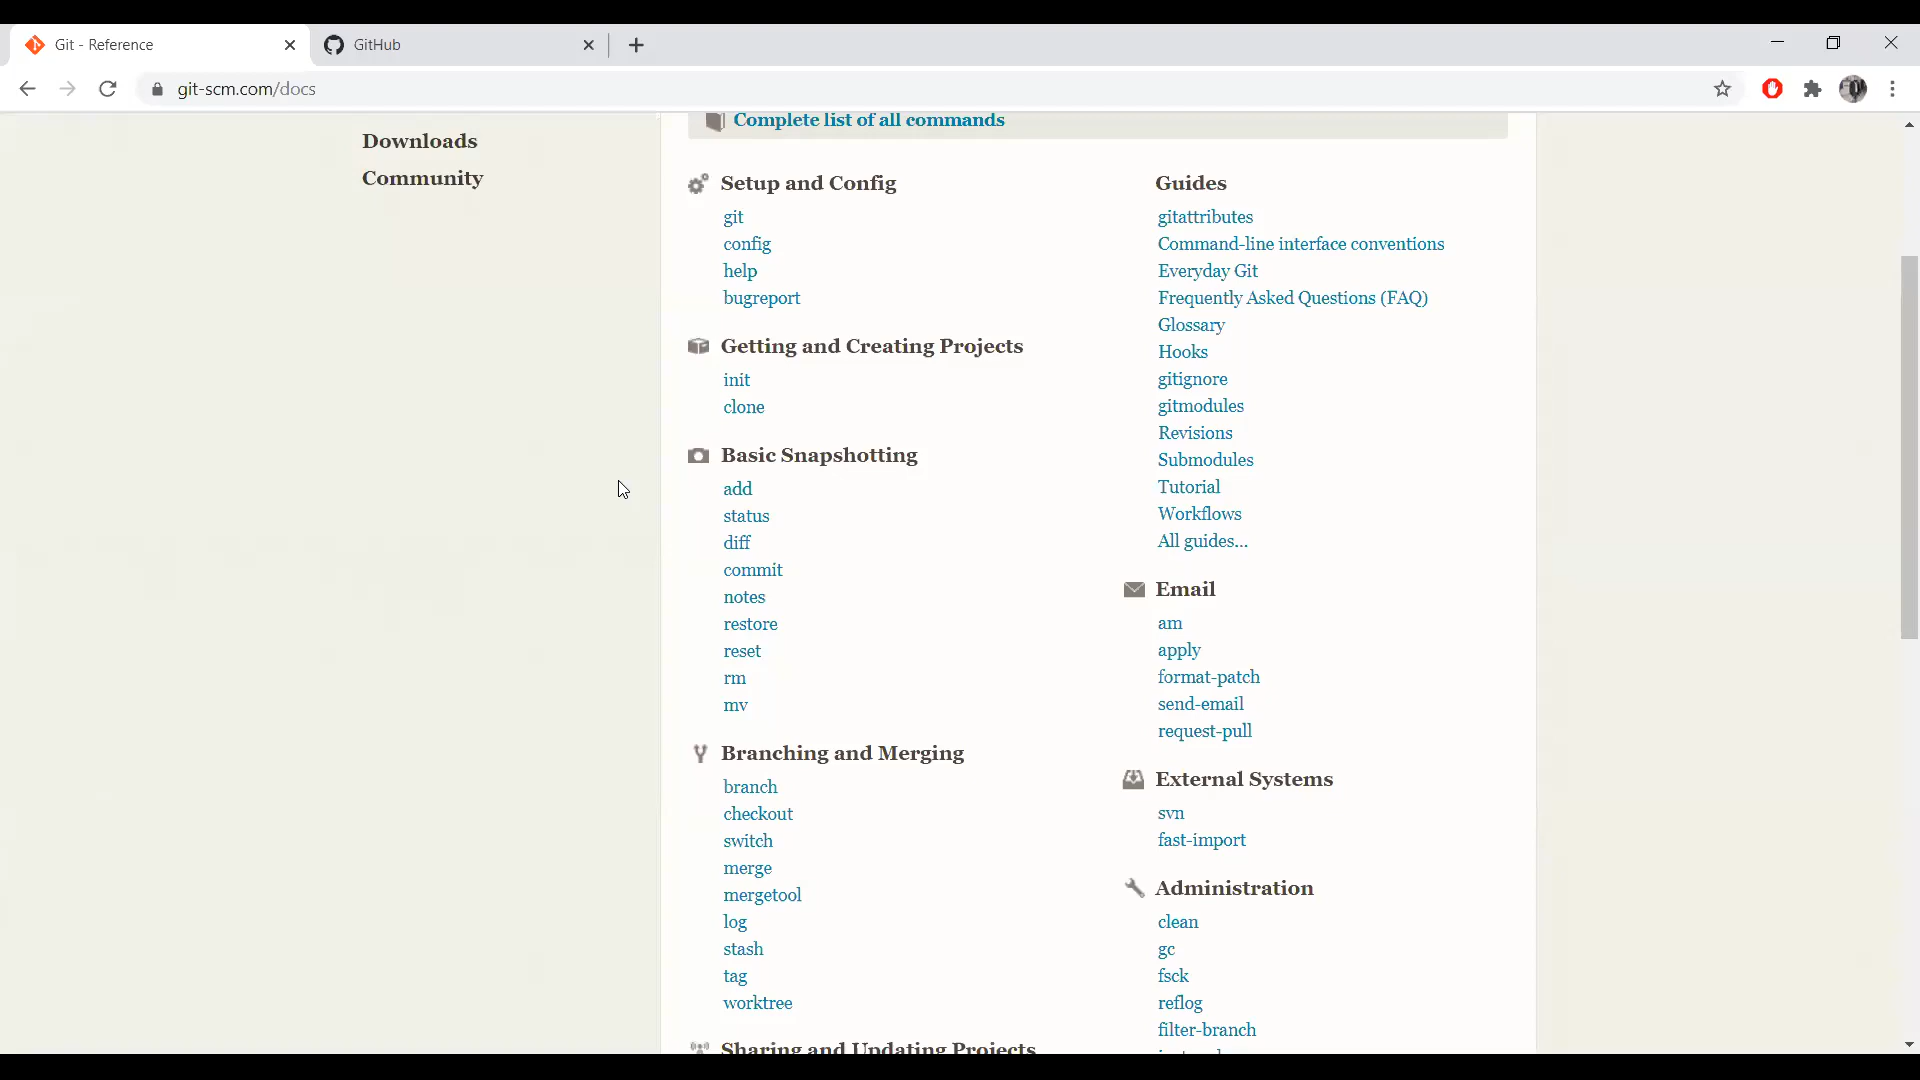 Git - Reference
GitHub
git-scm.com/docs
Downloads
Community
Complete list of all commands
Setup and Config
git
config
help
bugreport
Getting and Creating Projects
init
clone
Basic Snapshotting
add
status
diff
commit
notes
restore
reset
rm
mv
Branching and Merging
branch
checkout
switch
merge
mergetool
log
stash
tag
worktree
Sharing and Updating Projects
Guides
gitattributes
Command-line interface conventions
Everyday Git
Frequently Asked Questions (FAQ)
Glossary
Hooks
gitignore
gitmodules
Revisions
Submodules
Tutorial
Workflows
All guides...
Email
am
apply
format-patch
send-email
request-pull
External Systems
svn
fast-import
Administration
clean
gc
fsck
reflog
filter-branch